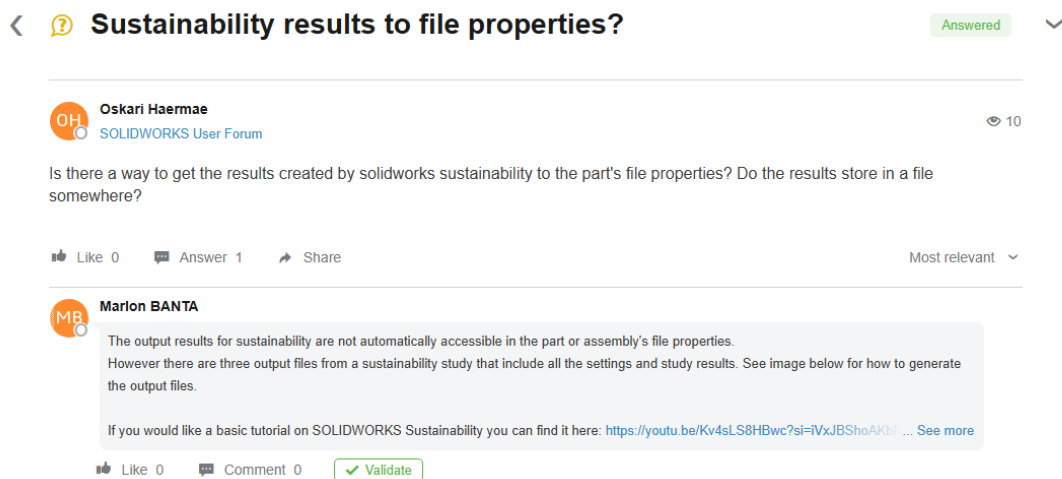 Sustainability results to file properties?
Answered
OH
Oskari Haermae
SOLIDWORKS User Forum
10
Is there a way to get the results created by solidworks sustainability to the part's file properties? Do the results store in a file
somewhere?
Like 0 Answer 1 Share Most relevant
MB
Marlon BANTA
The output results for sustainability are not automatically accessible in the part or assembly's file properties.
However there are three output files from a sustainability study that include all the settings and study results. See image below for how to generate
the output files.
If you would like a basic tutorial on SOLIDWORKS Sustainability you can find it here: https://youtu.be/Kv4sLS8HBwc?si=iVxJBShoAKb... See more
Like 0 Comment 0 Validate